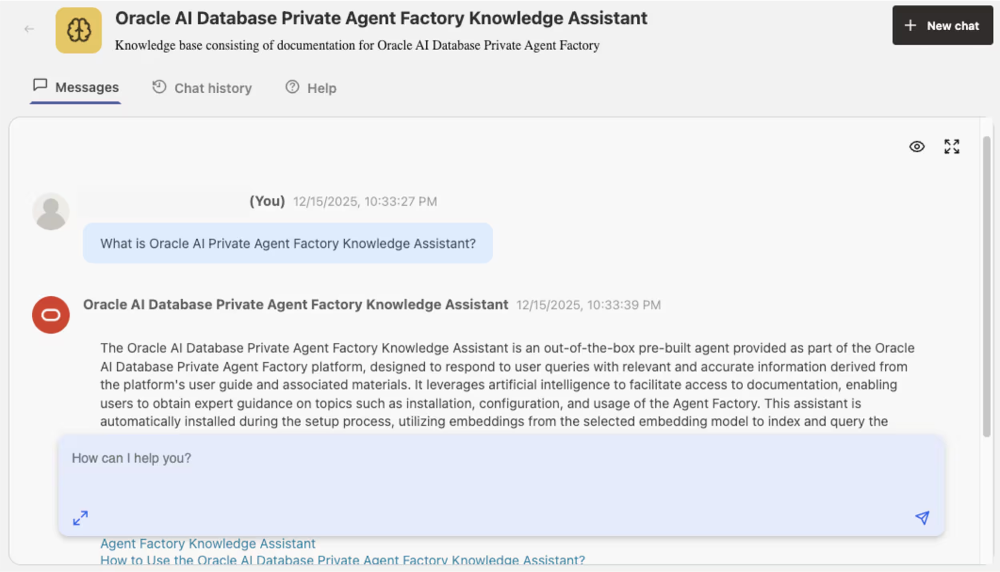 Oracle AI Database Private Agent Factory Knowledge Assistant
Knowledge base consisting of documentation for Oracle AI Database Private Agent Factory
+ New chat
Messages
Chat history
Help
(You) 12/15/2025, 10:33:27 PM
What is Oracle AI Private Agent Factory Knowledge Assistant?
Oracle AI Database Private Agent Factory Knowledge Assistant 12/15/2025, 10:33:39 PM
The Oracle AI Database Private Agent Factory Knowledge Assistant is an out-of-the-box pre-built agent provided as part of the Oracle
AI Database Private Agent Factory platform, designed to respond to user queries with relevant and accurate information derived from
the platform's user guide and associated materials. It leverages artificial intelligence to facilitate access to documentation, enabling
users to obtain expert guidance on topics such as installation, configuration, and usage of the Agent Factory. This assistant is
automatically installed during the setup process, utilizing embeddings from the selected embedding model to index and query the
How can I help you?
Agent Factory Knowledge Assistant
How to Use the Oracle AI Database Private Agent Factory Knowledge Assistant?